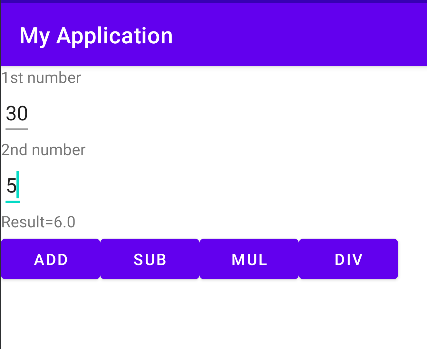 My Application
1st number
30
2nd number
5
Result=6.0
ADD SUB MUL DIV